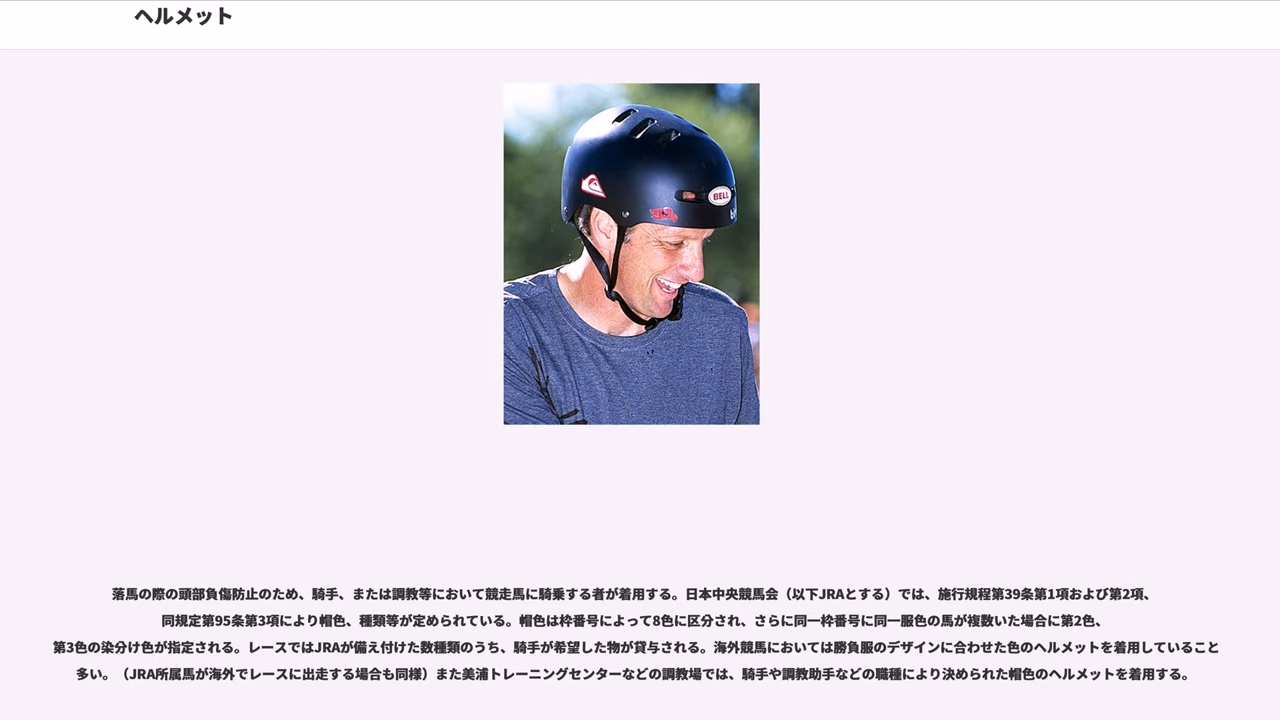 ヘルメット
BELL
落馬の際の頭部負傷防止のため、騎手、または調教等において競走馬に騎乗する者が着用する。日本中央競馬会（以下JRAとする）では、施行規程第39条第1項および第2項、
同規定第95条第3項により帽色、種類等が定められている。帽色は枠番号によって8色に区分され、さらに同一枠番号に同一服色の馬が複数いた場合に第2色、
第3色の染分け色が指定される。レースではJRAが備え付けた数種類のうち、騎手が希望した物が貸与される。海外競馬においては勝負服のデザインに合わせた色のヘルメットを着用していること
多い。（JRA所属馬が海外でレースに出走する場合も同様）また美浦トレーニングセンターなどの調教場では、騎手や調教助手などの職種により決められた帽色のヘルメットを着用する。